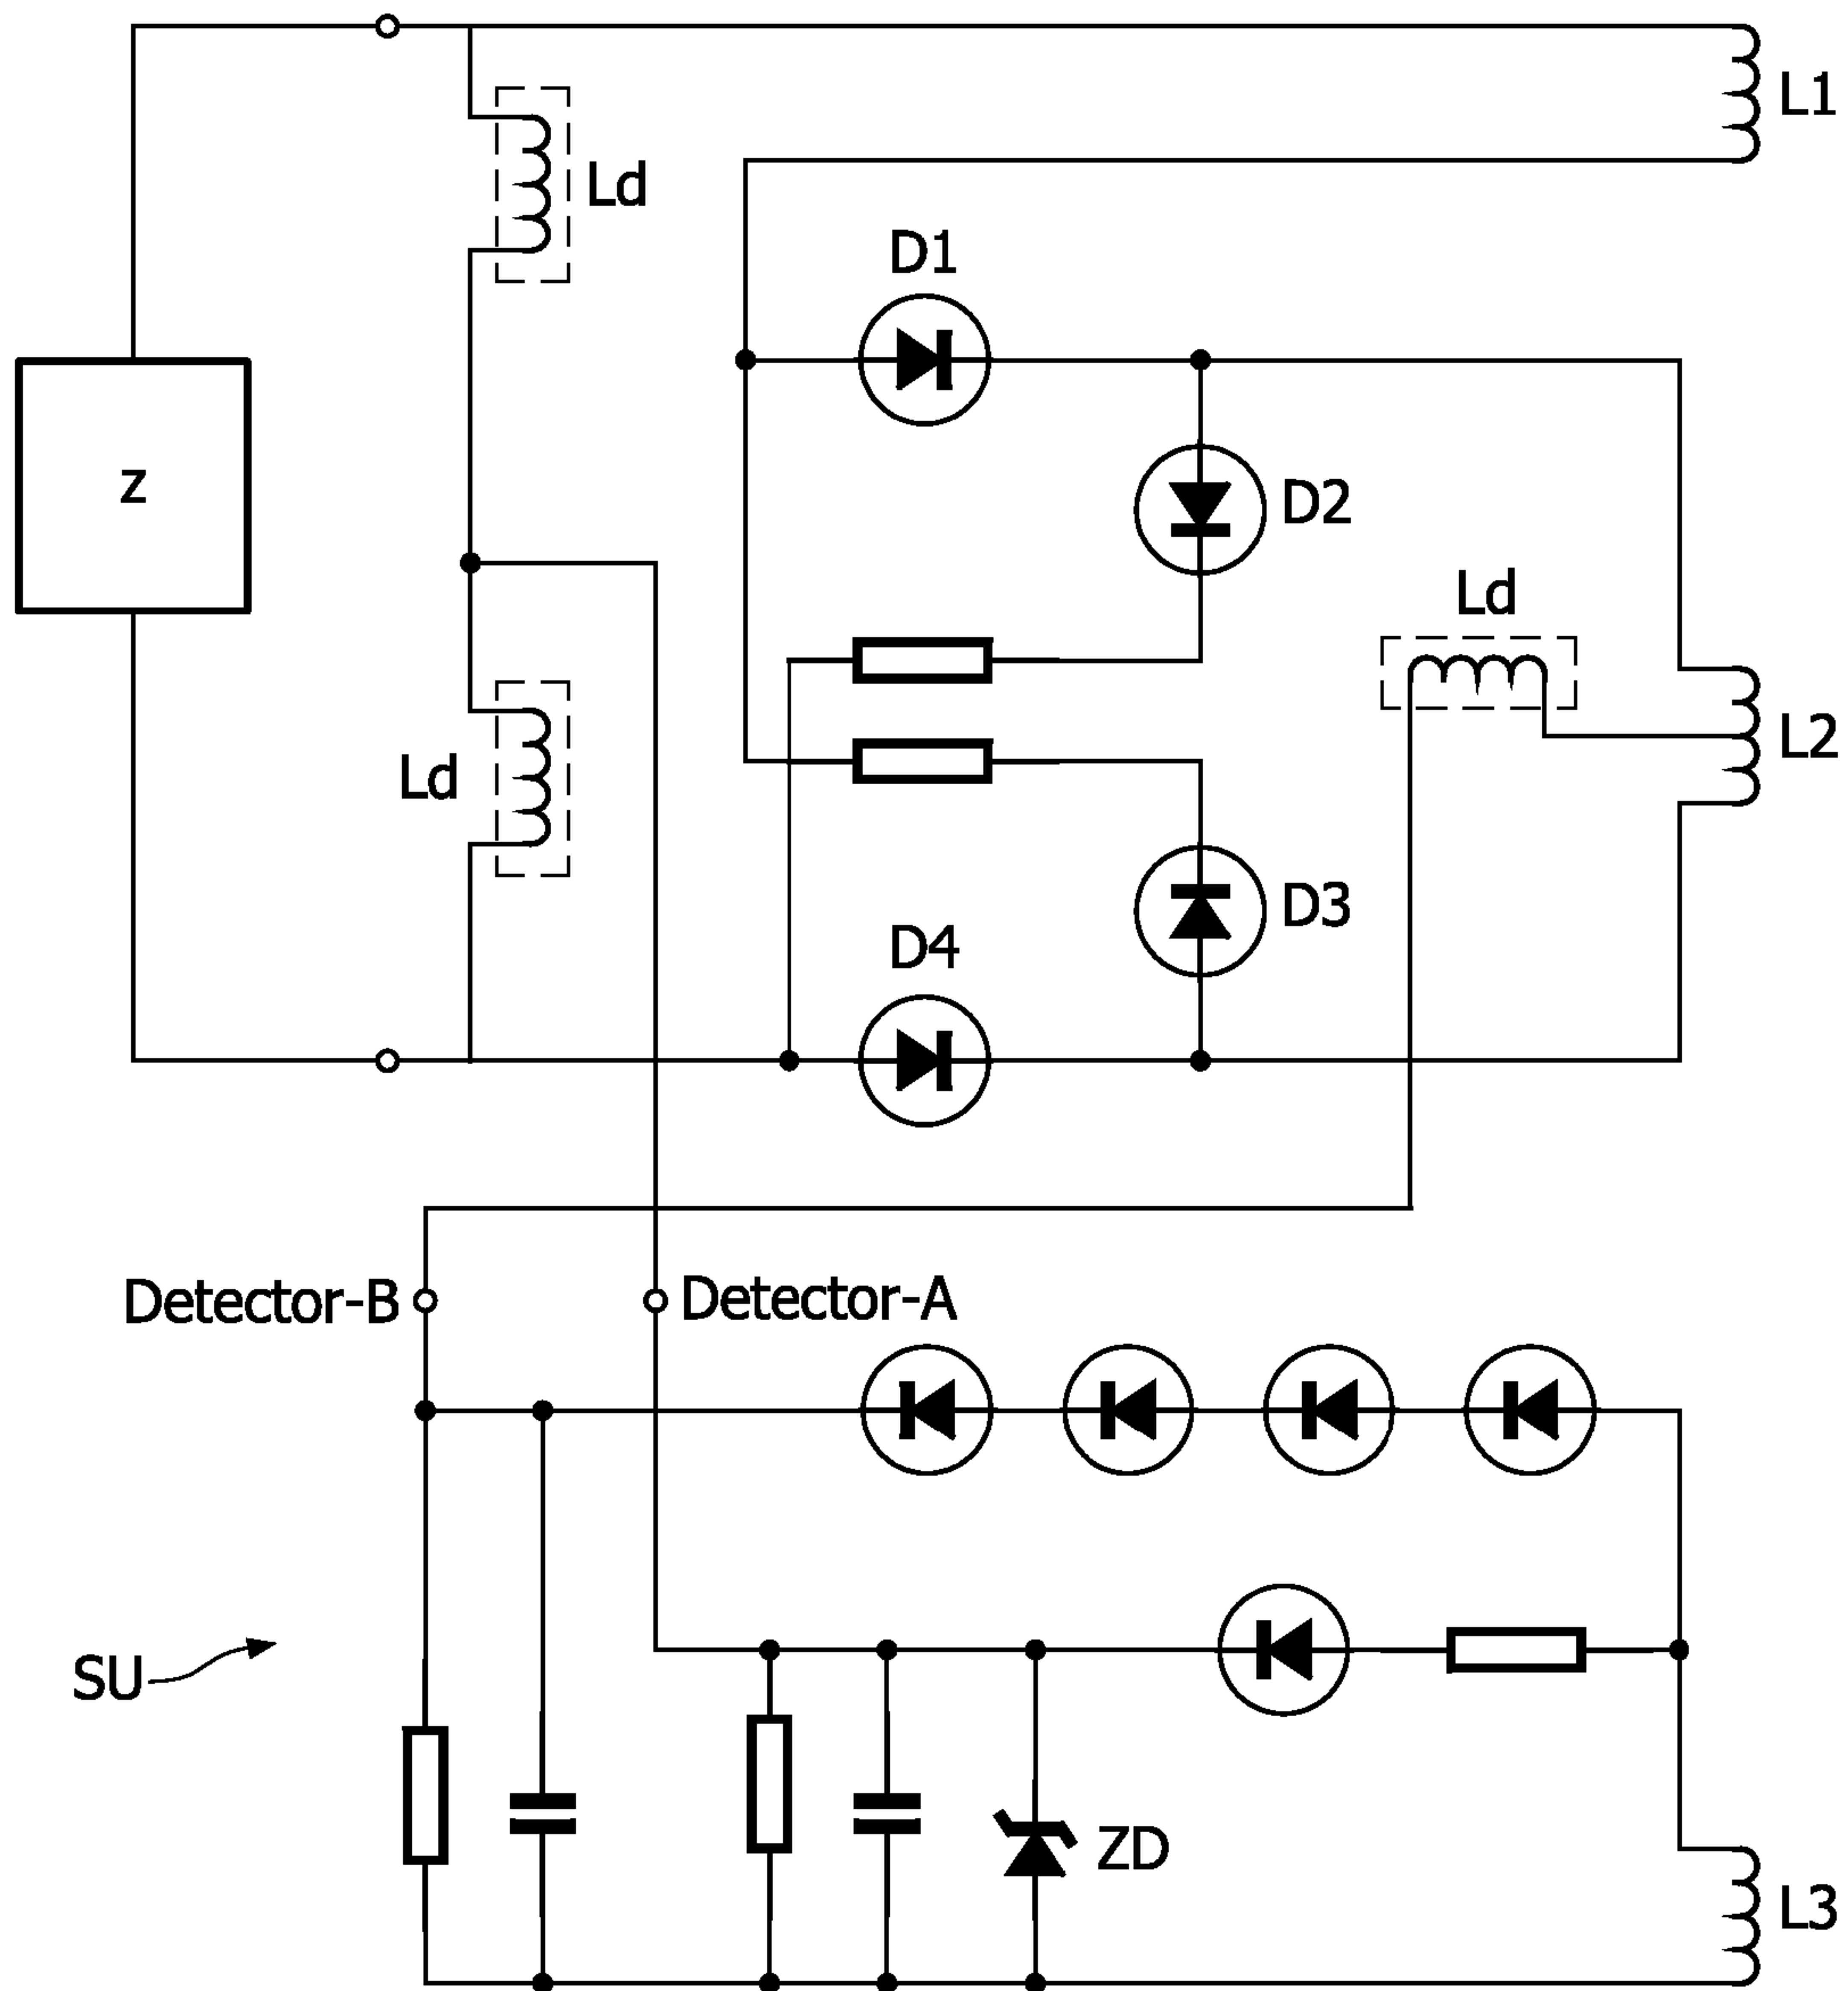 L1
Ld
D1
z
D2
Ld
L2
Ld
D3
D4
Detector-B
Detector-A
SU
ZD
L3